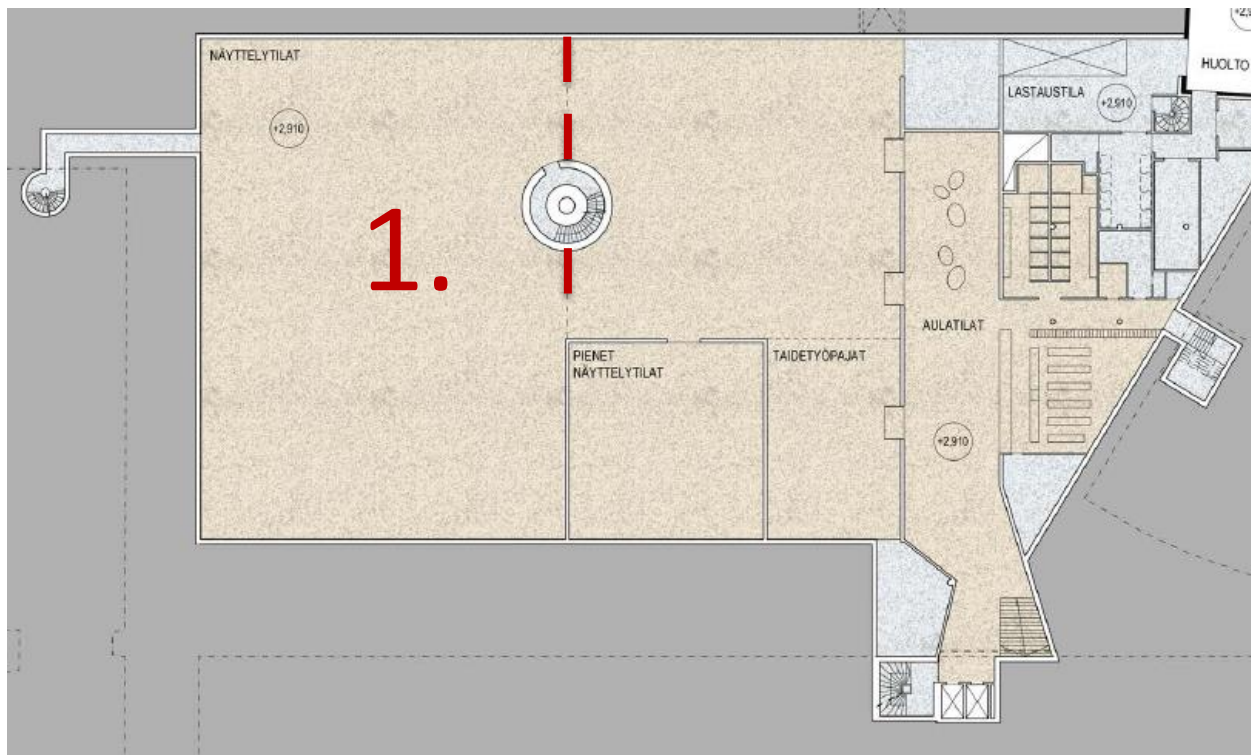 NÄYTTELYTILAT
+2,910
1.
PIENET
NÄYTTELYTILAT
TAIDETYÖPAJAT
AULATILAT
+2,910
LASTAUSTILA
+2,910
HUOLTO